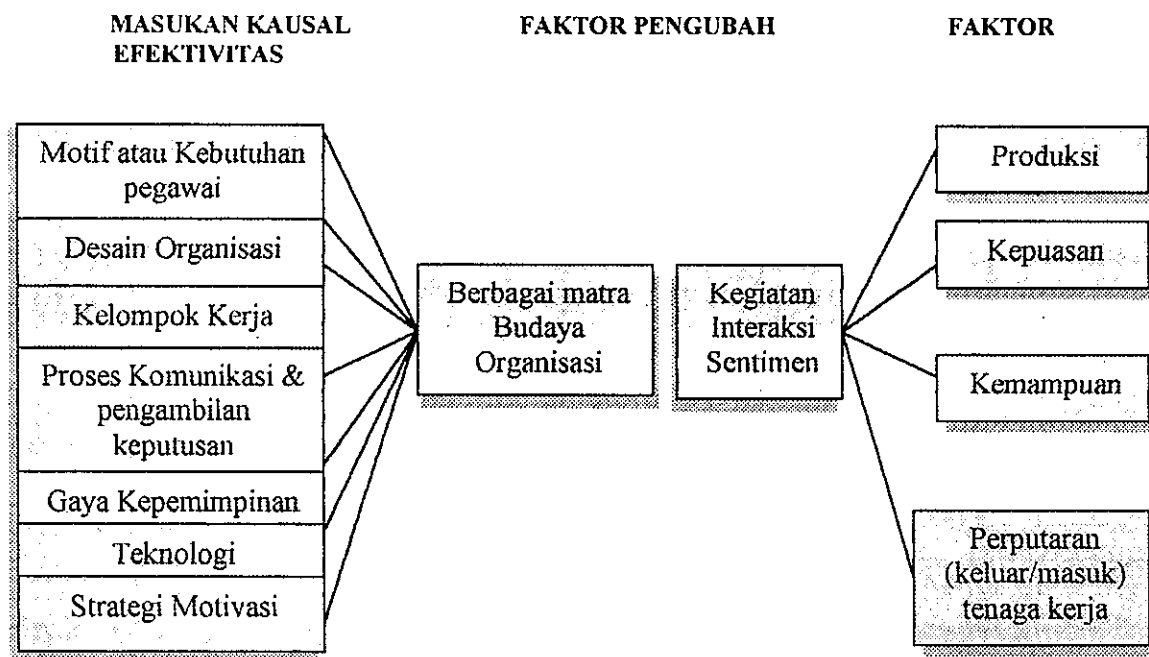 MASUKAN KAUSAL
EFEKTIVITAS
FAKTOR PENGUBAH
FAKTOR
Motif atau Kebutuhan
pegawai
Desain Organisasi
Kelompok Kerja
Proses Komunikasi &
pengambilan
keputusan
Gaya Kepemimpinan
Teknologi
Strategi Motivasi
Berbagai matra
Budaya
Organisasi
Kegiatan
Interaksi
Sentimen
Produksi
Kepuasan
Kemampuan
Perputaran
(keluar/masuk)
tenaga kerja